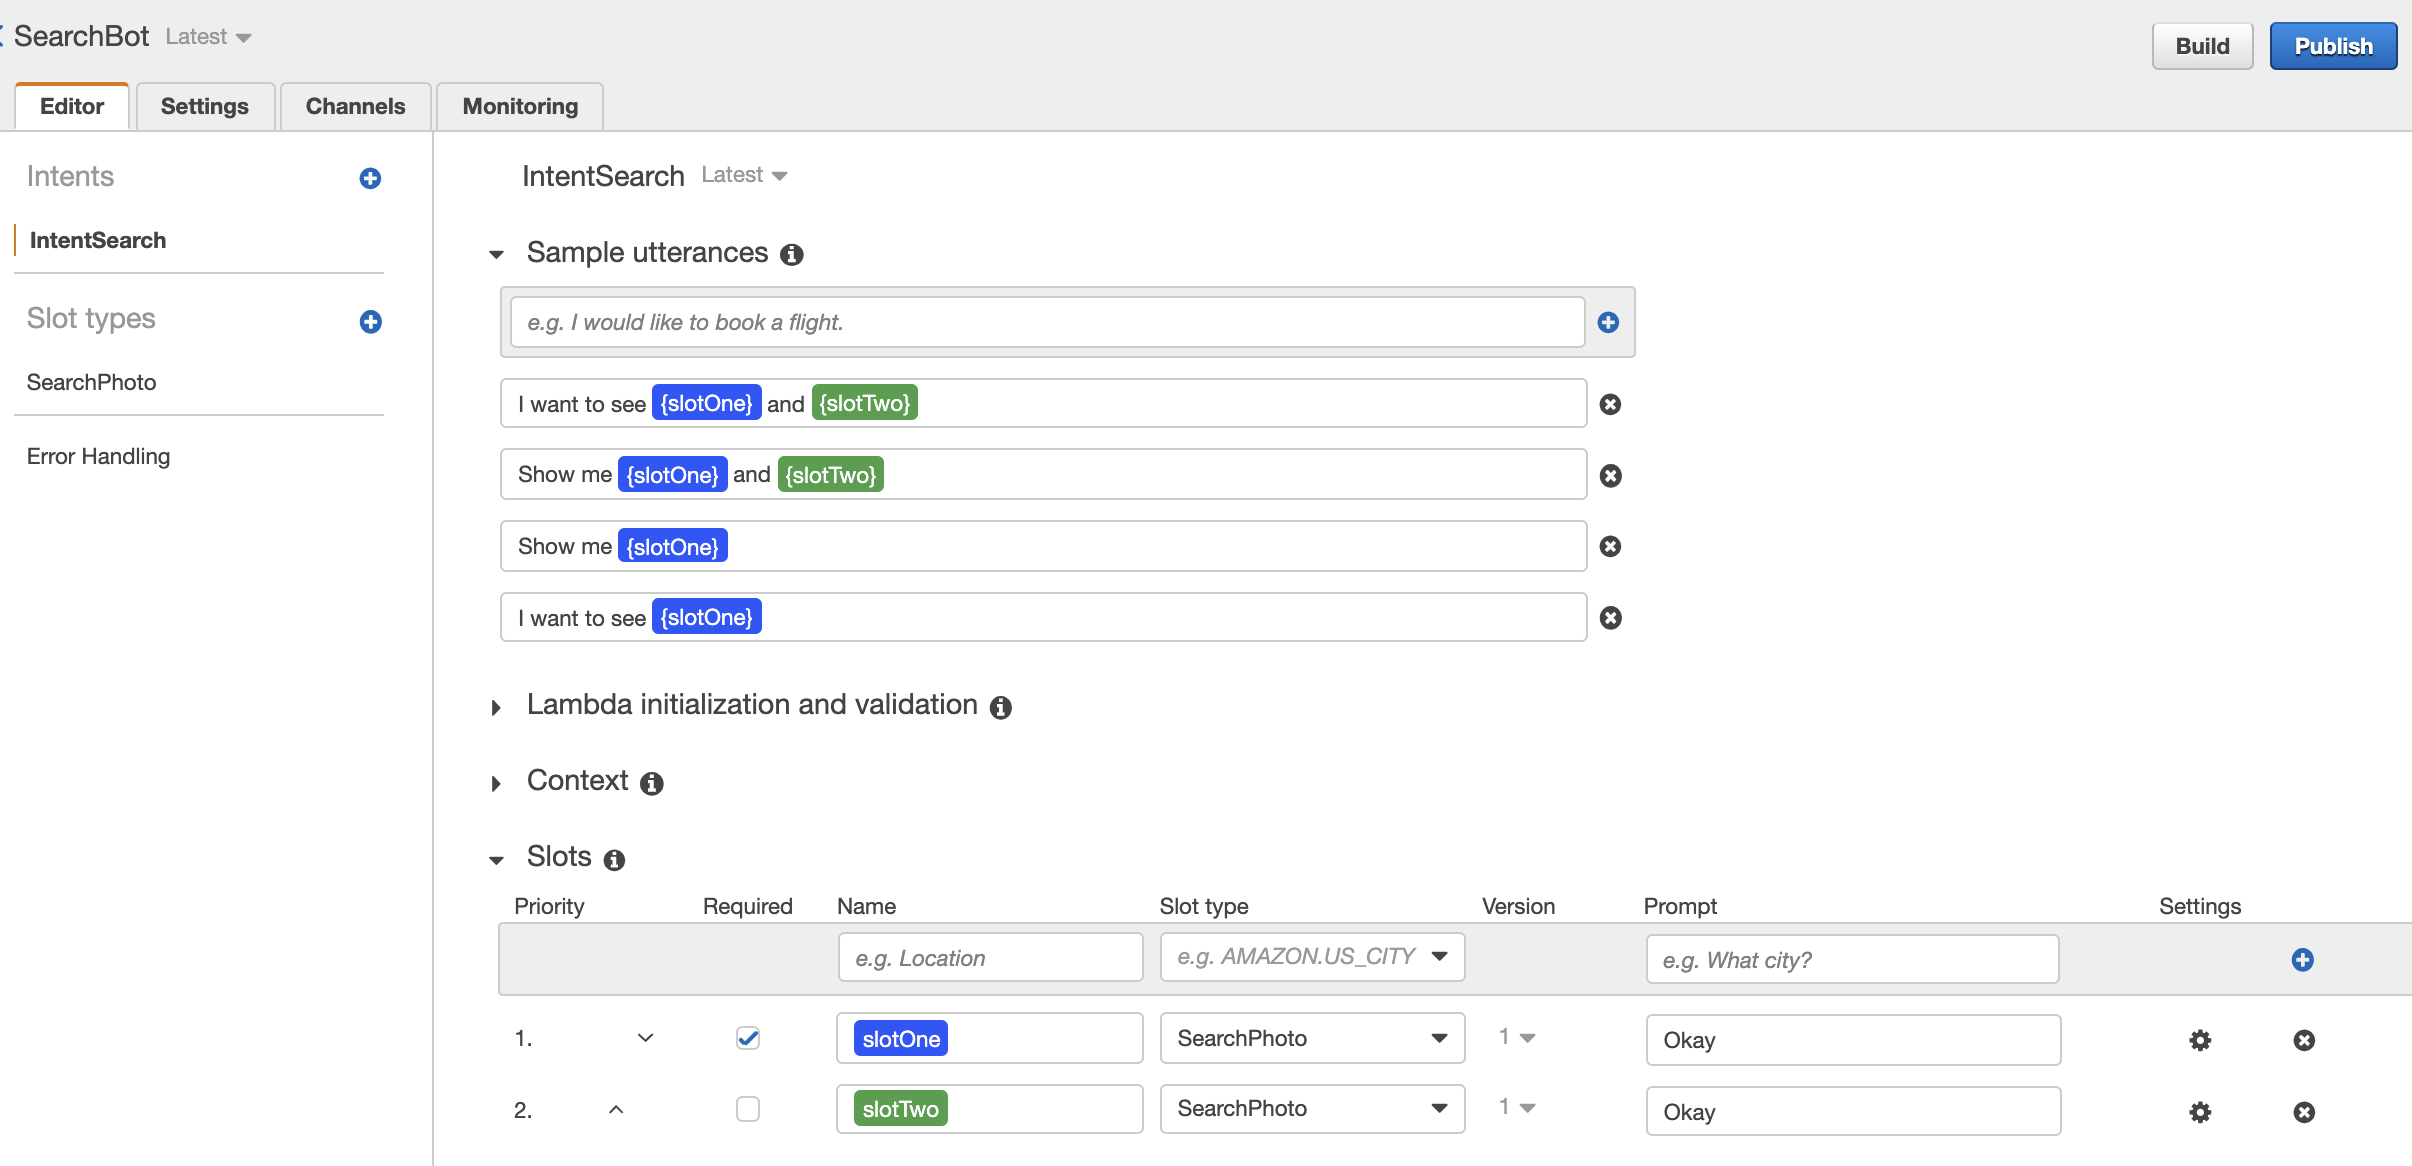 SearchBot Latest
Build Publish
Editor Settings Channels Monitoring
Intents
IntentSearch
Slot types
SearchPhoto
Error Handling
IntentSearch Latest
Sample utterances
e.g. I would like to book a flight.
I want to see {slotOne} and {slotTwo}
Show me {slotOne} and {slotTwo}
Show me {slotOne}
I want to see {slotOne}
Lambda initialization and validation
Context
Slots
Priority Required Name Slot type Version Prompt Settings
e.g. Location e.g. AMAZON.US_CITY e.g. What city?
1. slotOne SearchPhoto 1 Okay
2. slotTwo SearchPhoto 1 Okay